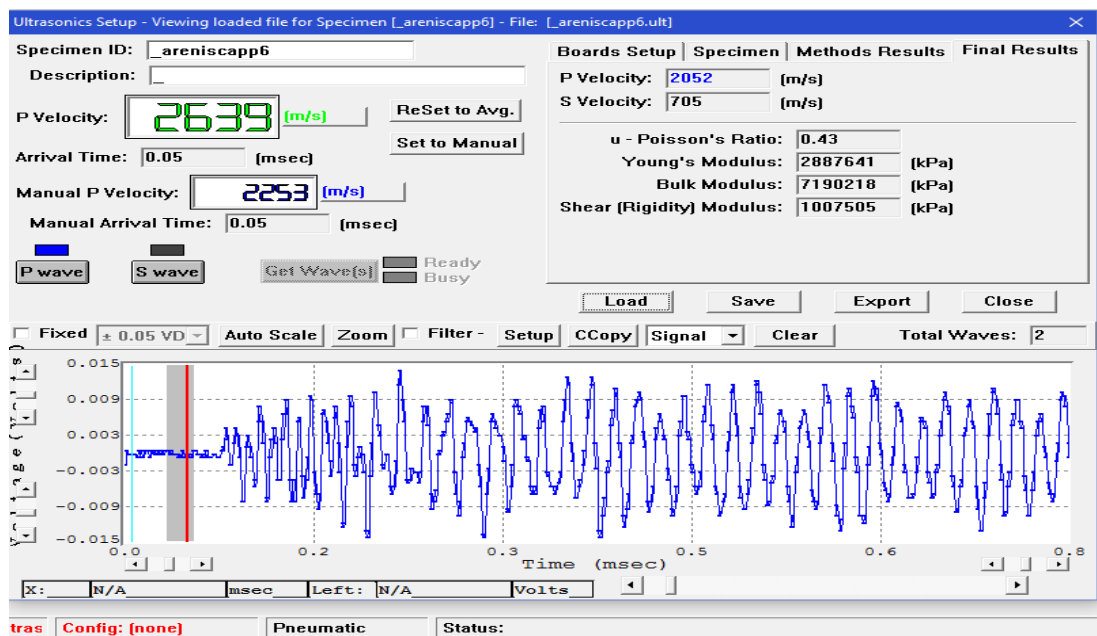 Ultrasonics Setup - Viewing loaded file for Specimen [_areniscapp6] - File: [_areniscapp6.ult]
Specimen ID: _areniscapp6
Description: _
P Velocity: 2639 (m/s)
ReSet to Avg.
Set to Manual
Arrival Time: 0.05 (msec)
Manual P Velocity: 2253 (m/s)
Manual Arrival Time: 0.05 (msec)
P wave S wave Get Wave(s) Ready
Busy
Boards Setup Specimen Methods Results Final Results
P Velocity: 2052 (m/s)
S Velocity: 705 (m/s)
u - Poisson's Ratio: 0.43
Young's Modulus: 2887641 (kPa)
Bulk Modulus: 7190218 (kPa)
Shear (Rigidity) Modulus: 1007505 (kPa)
Load Save Export Close
Fixed ± 0.05 VD Auto Scale Zoom Filter - Setup CCopy Signal Clear Total Waves: 2
0.015
0.009
0.003
-0.003
-0.009
-0.015
0.0 0.2 0.3 0.5 0.6 0.8
Time (msec)
X: N/A msec Left: N/A Volts
tras Config: (none) Pneumatic Status: